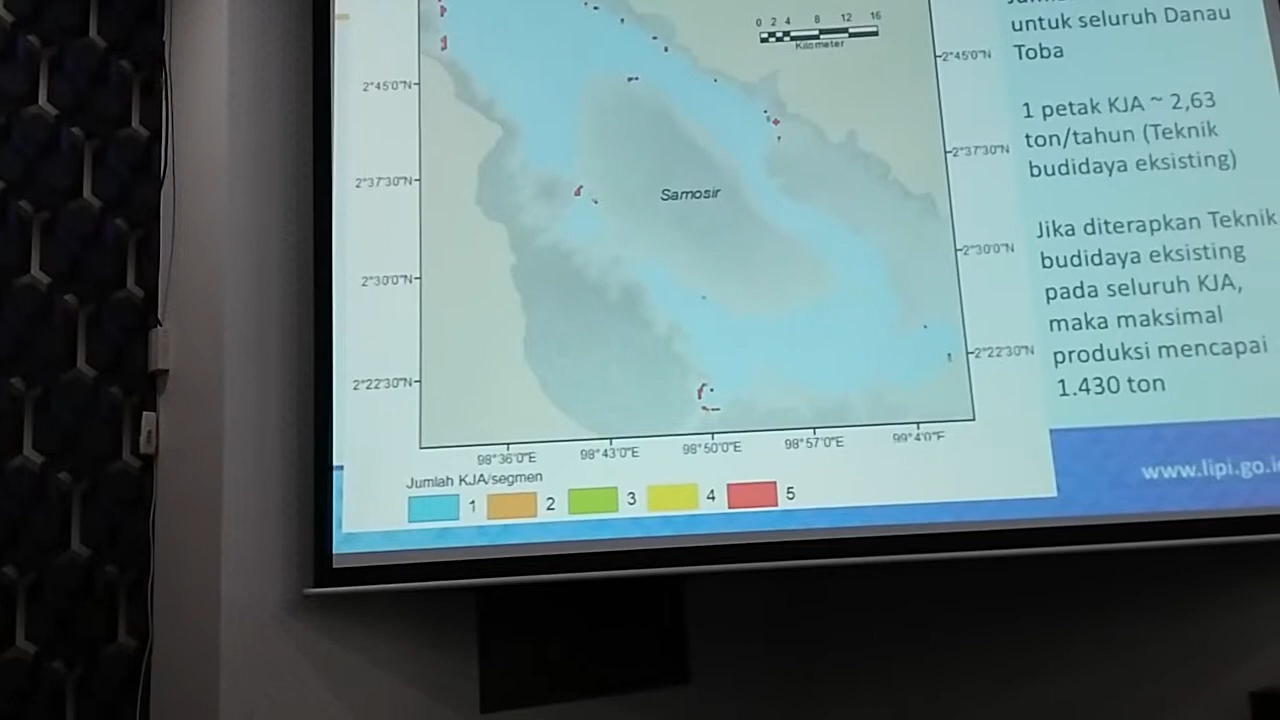 0 2 4 8 12 16
Kilometer
2°45'0"N
2°37'30"N
2°30'0"N
2°22'30"N
2°45'0"N
2°37'30"N
2°30'0"N
2°22'30"N
Samosir
98°36'0"E
98°43'0"E
98°50'0"E
98°57'0"E
99°4'0"E
Jumlah KJA/segmen
1 2 3 4 5
untuk seluruh Danau
Toba
1 petak KJA ~ 2,63
ton/tahun (Teknik
budidaya eksisting)
Jika diterapkan Teknik
budidaya eksisting
pada seluruh KJA,
maka maksimal
produksi mencapai
1.430 ton
www.lipi.go.i